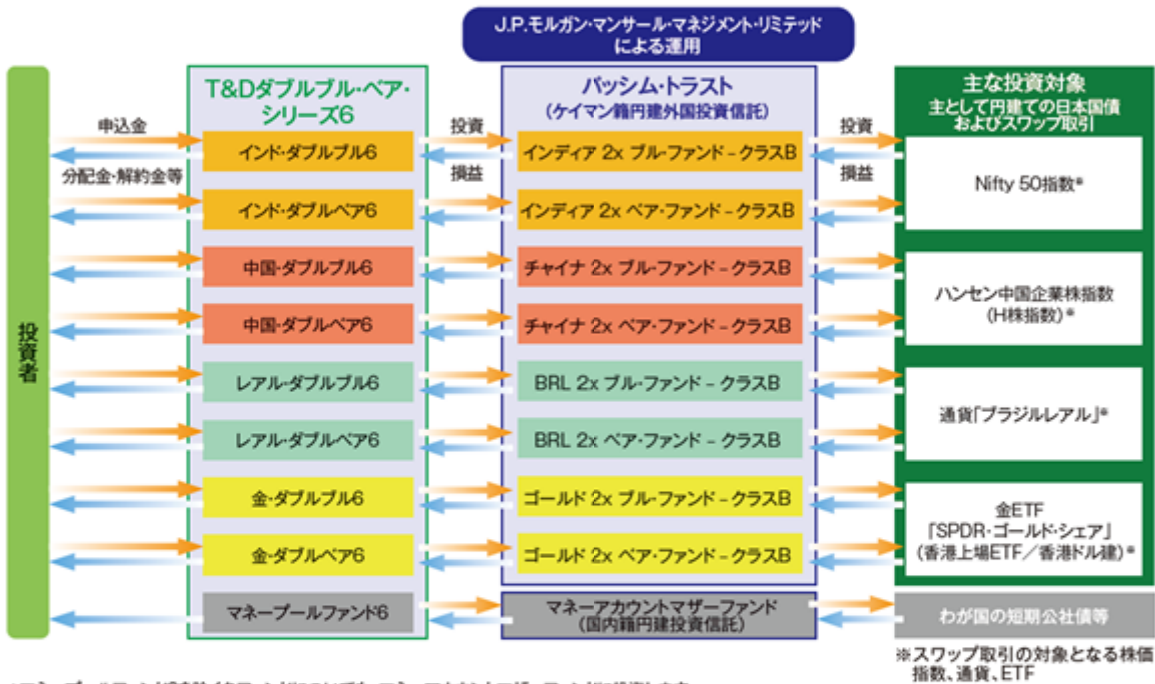 J.P.モルガン・マンサール・マネジメント・リミテッド
による運用
投資者
申込金
分配金・解約金等
T&Dダブルブル・ベア・
シリーズ6
インド・ダブルブル6
インド・ダブルベア6
中国・ダブルブル6
中国・ダブルベア6
レアル・ダブルブル6
レアル・ダブルベア6
金・ダブルブル6
金・ダブルベア6
マネープールファンド6
投資
損益
パッシム・トラスト
(ケイマン籍円建外国投資信託)
インディア 2x ブル・ファンド – クラスB
インディア 2x ベア・ファンド – クラスB
チャイナ 2x ブル・ファンド – クラスB
チャイナ 2x ベア・ファンド – クラスB
BRL 2x ブル・ファンド – クラスB
BRL 2x ベア・ファンド – クラスB
ゴールド 2x ブル・ファンド – クラスB
ゴールド 2x ベア・ファンド – クラスB
マネーアカウントマザーファンド
(国内籍円建投資信託)
投資
損益
主な投資対象
主として円建ての日本国債
およびスワップ取引
Nifty 50指数※
ハンセン中国企業株指数
(H株指数)※
通貨「ブラジルレアル」※
金ETF
「SPDR・ゴールド・シェア」
(香港上場ETF/香港ドル建)※
わが国の短期公社債等
※スワップ取引の対象となる株価
指数、通貨、ETF